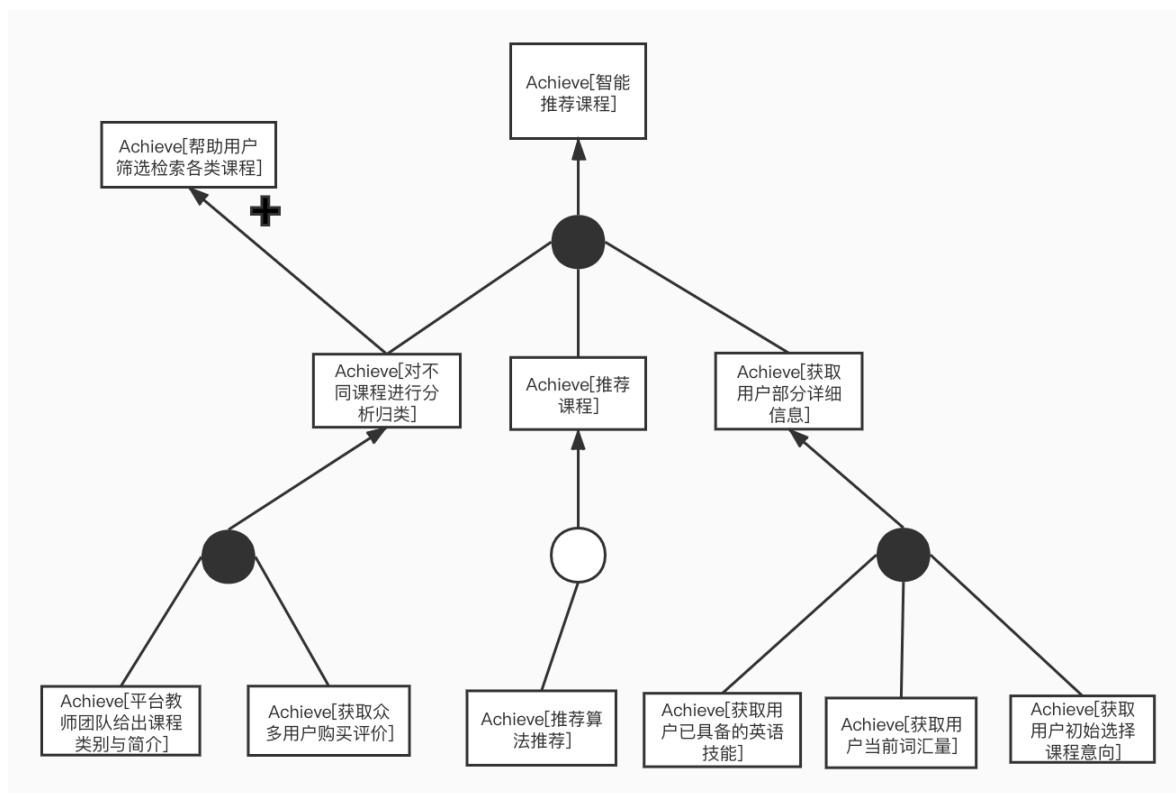 Achieve[智能
推荐课程]
Achieve[帮助用户
筛选检索各类课程]
Achieve[对不
同课程进行分
析归类]
Achieve[推荐
课程]
Achieve[获取
用户部分详细
信息]
Achieve[平台教
师团队给出课程
类别与简介]
Achieve[获取众
多用户购买评价]
Achieve[推荐算
法推荐]
Achieve[获取用
户已具备的英语
技能]
Achieve[获取用
户当前词汇量]
Achieve[获取
用户初始选择
课程意向]